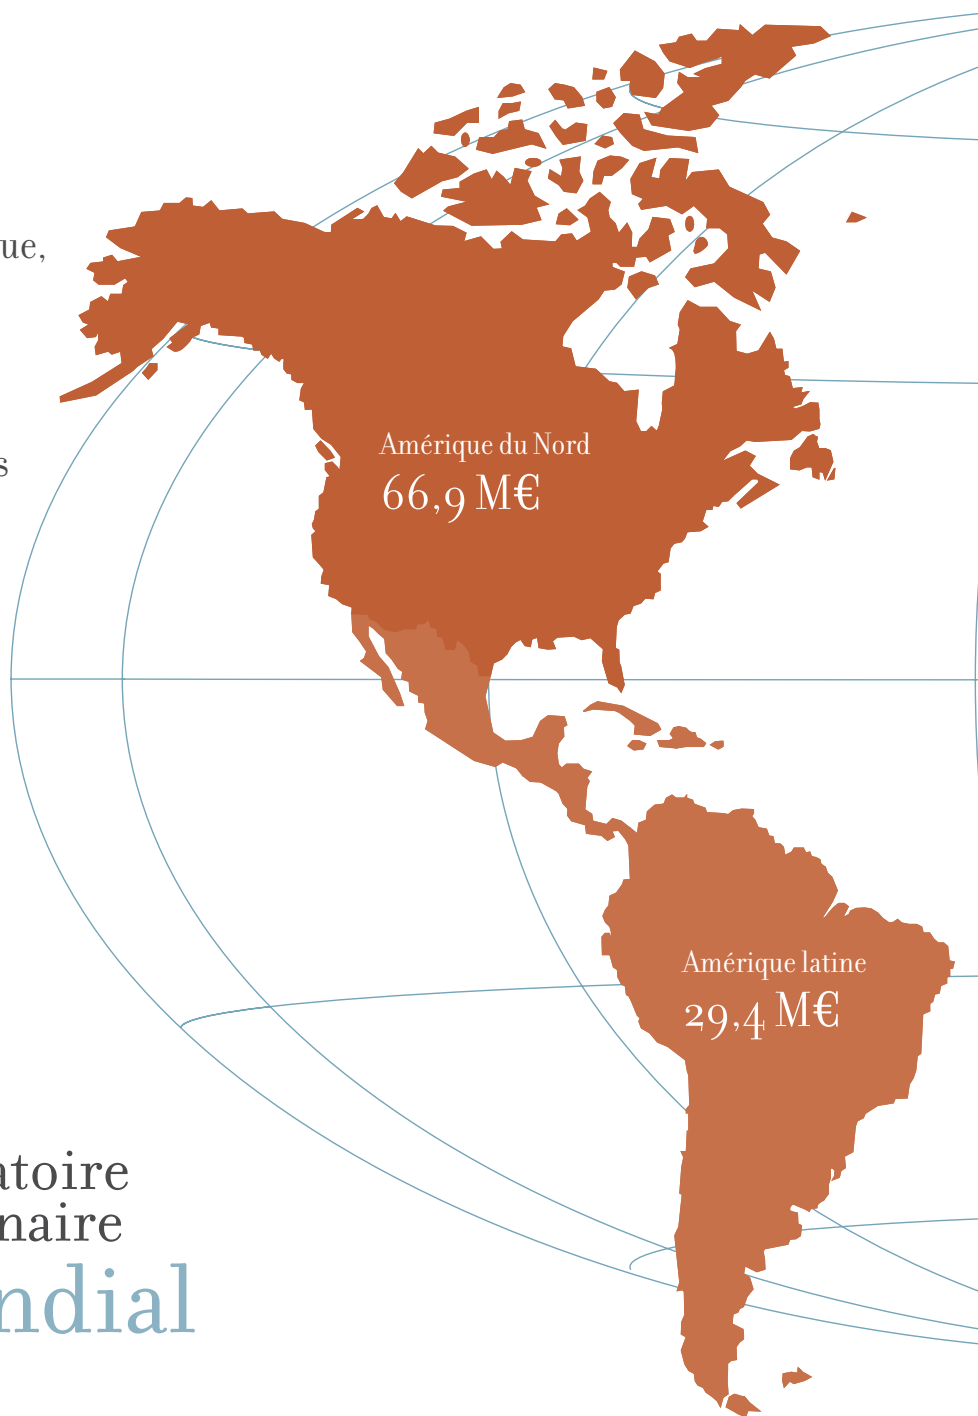 ue,
s
Amérique du Nord
66,9 M€
Amérique latine
29,4 M€
atoire
naire
ndial